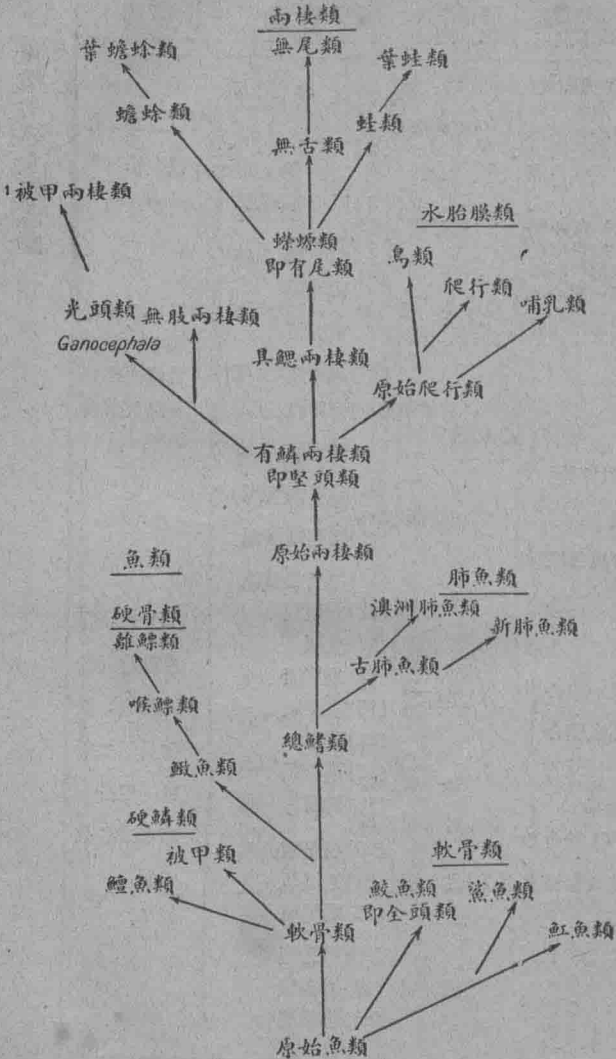 兩棲類
無尾類
葉蟾蜍類
葉蛙類
蟾蜍類
蛙類
無舌類
1被甲兩棲類
水胎膜類
蠑螈類
即有尾類
鳥類
爬行類
哺乳類
光頭類
無肢兩棲類
Ganocephala
具鰓兩棲類
原始爬行類
有鱗兩棲類
即堅頭類
原始兩棲類
魚類
肺魚類
硬骨類
澳洲肺魚類
離鰾類
新肺魚類
古肺魚類
喉鰾類
總鰭類
鰍魚類
硬鱗類
被甲類
軟骨類
鱣魚類
鮫魚類
即全頭類
鯊魚類
軟骨類
魟魚類
原始魚類